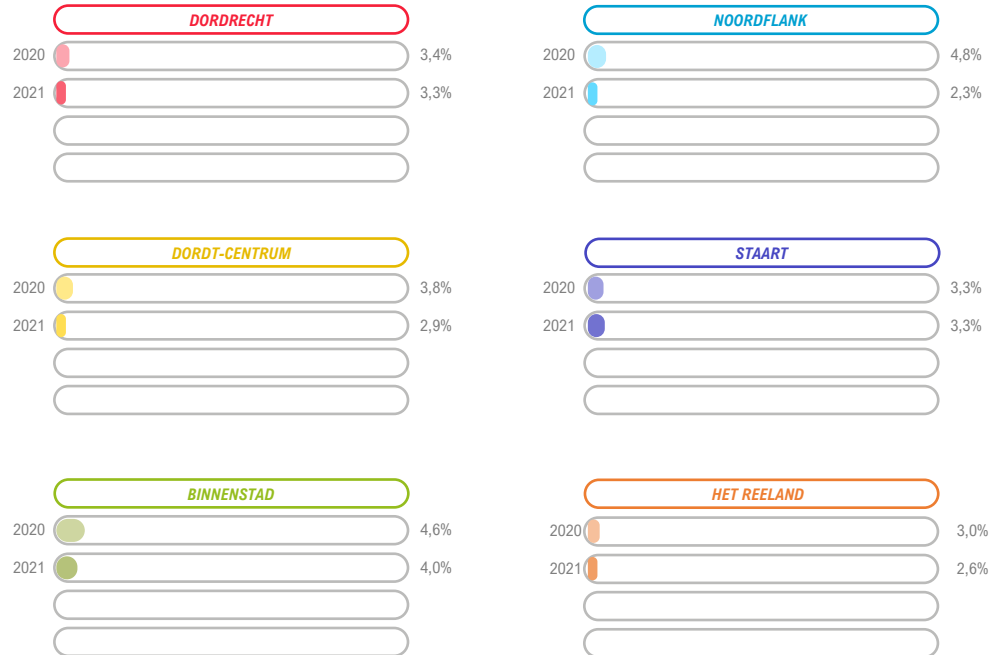 DORDRECHT
2020 3,4%
2021 3,3%
NOORDFLANK
2020 4,8%
2021 2,3%
DORDT-CENTRUM
2020 3,8%
2021 2,9%
STAART
2020 3,3%
2021 3,3%
BINNENSTAD
2020 4,6%
2021 4,0%
HET REELAND
2020 3,0%
2021 2,6%